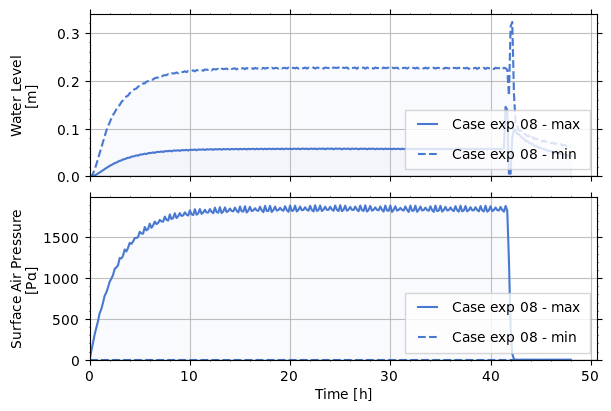 0.3
0.2
0.1
0.0
Water Level
[m]
Case exp 08 - max
Case exp 08 - min
1500
1000
500
0
Surface Air Pressure
[Pα]
Case exp 08 - max
Case exp 08 - min
0 10 20 30 40 50
Time [h]